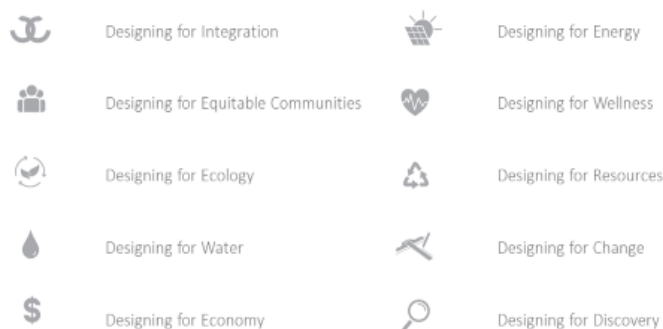 Designing for Integration
Designing for Equitable Communities
Designing for Ecology
Designing for Water
$
Designing for Economy
Designing for Energy
Designing for Wellness
Designing for Resources
Designing for Change
Designing for Discovery